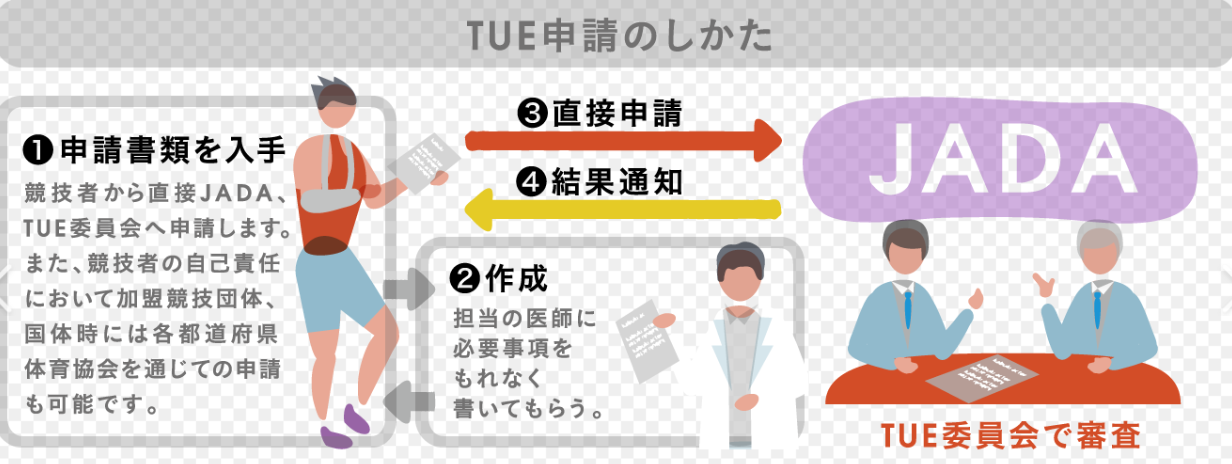 TUE申請のしかた
❶申請書類を入手
競技者から直接JADA、
TUE委員会へ申請します。
また、競技者の自己責任
において加盟競技団体、
国体時には各都道府県
体育協会を通じての申請
も可能です。
❷作成
担当の医師に
必要事項を
もれなく
書いてもらう。
❸直接申請
❹結果通知
JADA
TUE委員会で審査